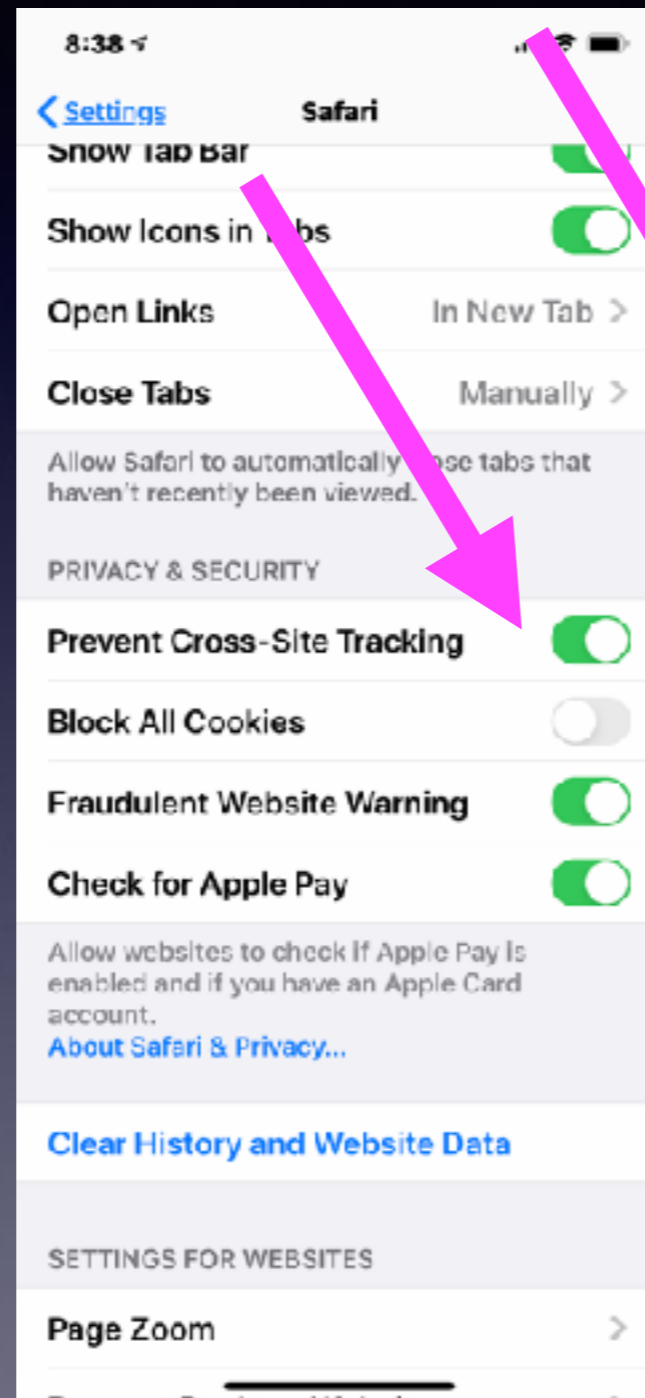 8:38
Settings
Safari
Show Tab Bar
Show Icons in Tabs
Open Links
In New Tab
Close Tabs
Manually
Allow Safari to automatically close tabs that
haven't recently been viewed.
PRIVACY & SECURITY
Prevent Cross-Site Tracking
Block All Cookies
Fraudulent Website Warning
Check for Apple Pay
Allow websites to check if Apple Pay is
enabled and if you have an Apple Card
account.
About Safari & Privacy...
Clear History and Website Data
SETTINGS FOR WEBSITES
Page Zoom